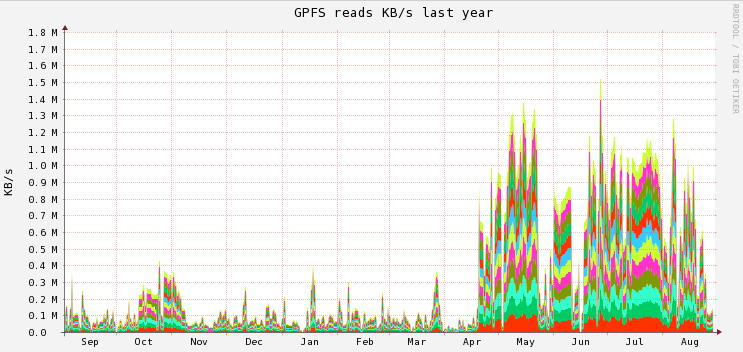 GPFS reads KB/s last year
RRDTOOL / TOBI OETIKER
KB/s
1.8 M
1.7 M
1.6 M
1.5 M
1.4 M
1.3 M
1.2 M
1.1 M
1.0 M
0.9 M
0.8 M
0.7 M
0.6 M
0.5 M
0.4 M
0.3 M
0.2 M
0.1 M
0.0
Sep Oct Nov Dec Jan Feb Mar Apr May Jun Jul Aug